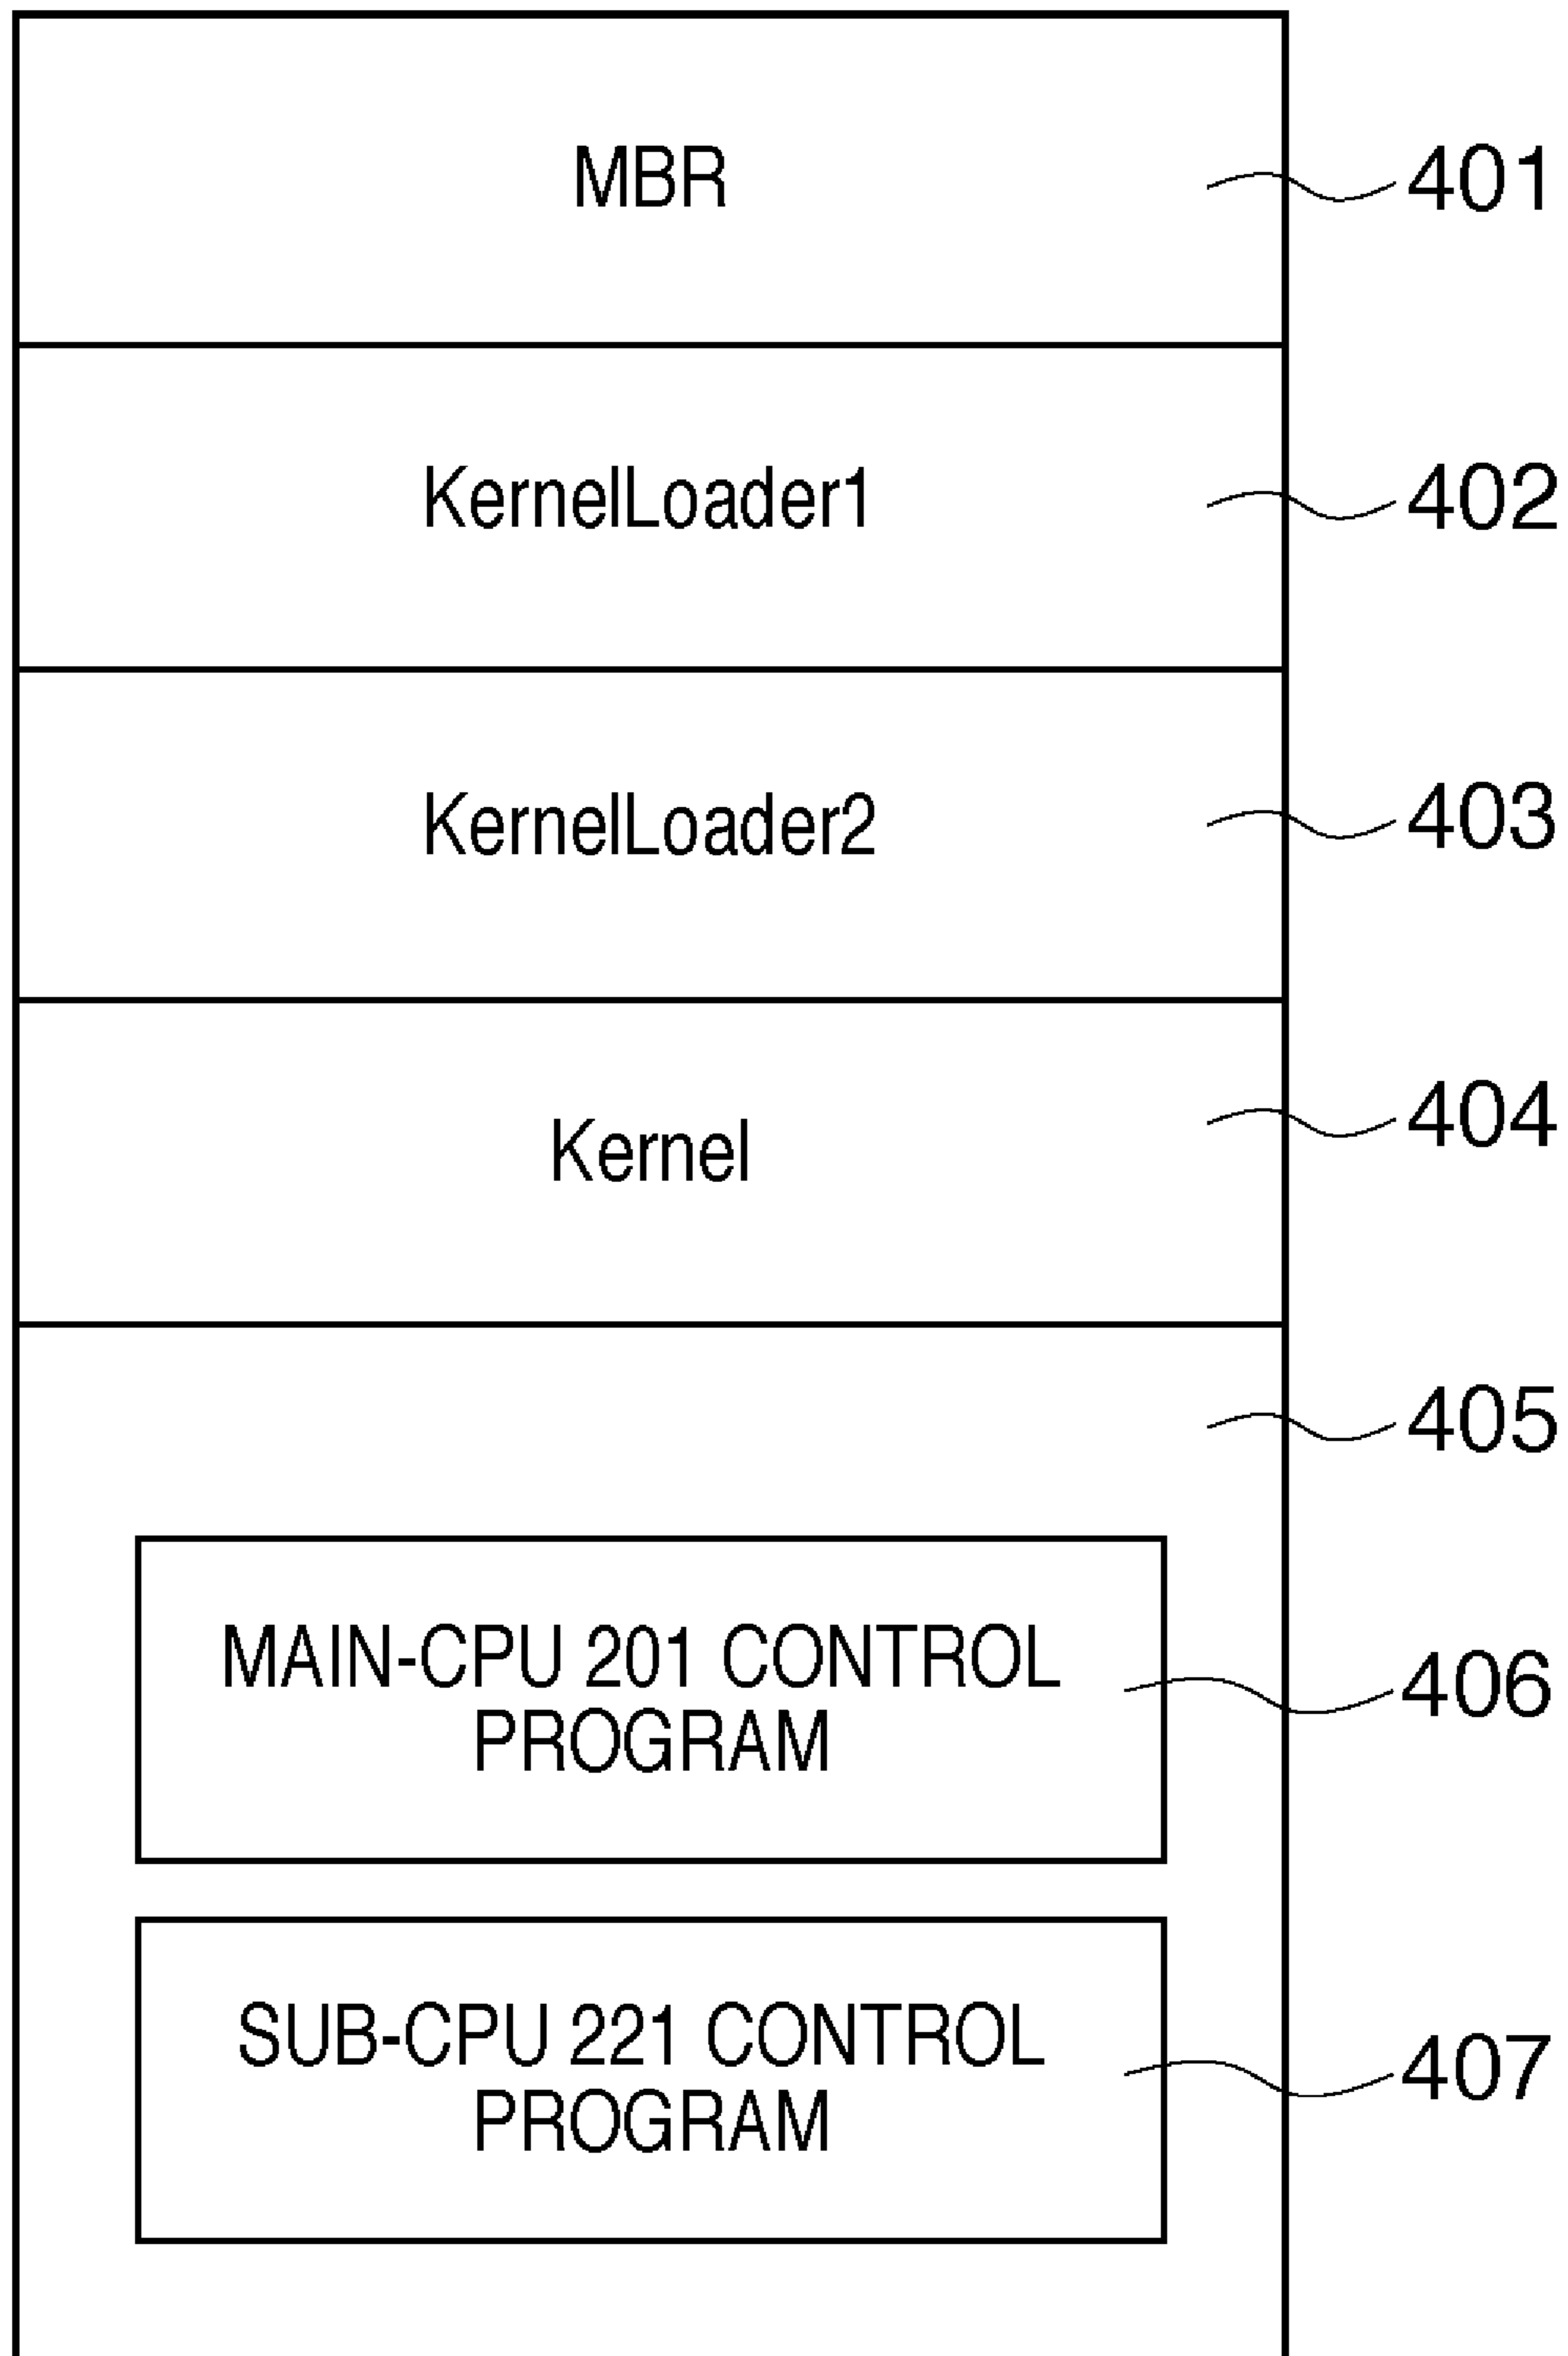 MBR
401
KernelLoader1
402
KernelLoader2
403
Kernel
404
405
MAIN-CPU 201 CONTROL
PROGRAM
406
SUB-CPU 221 CONTROL
PROGRAM
407